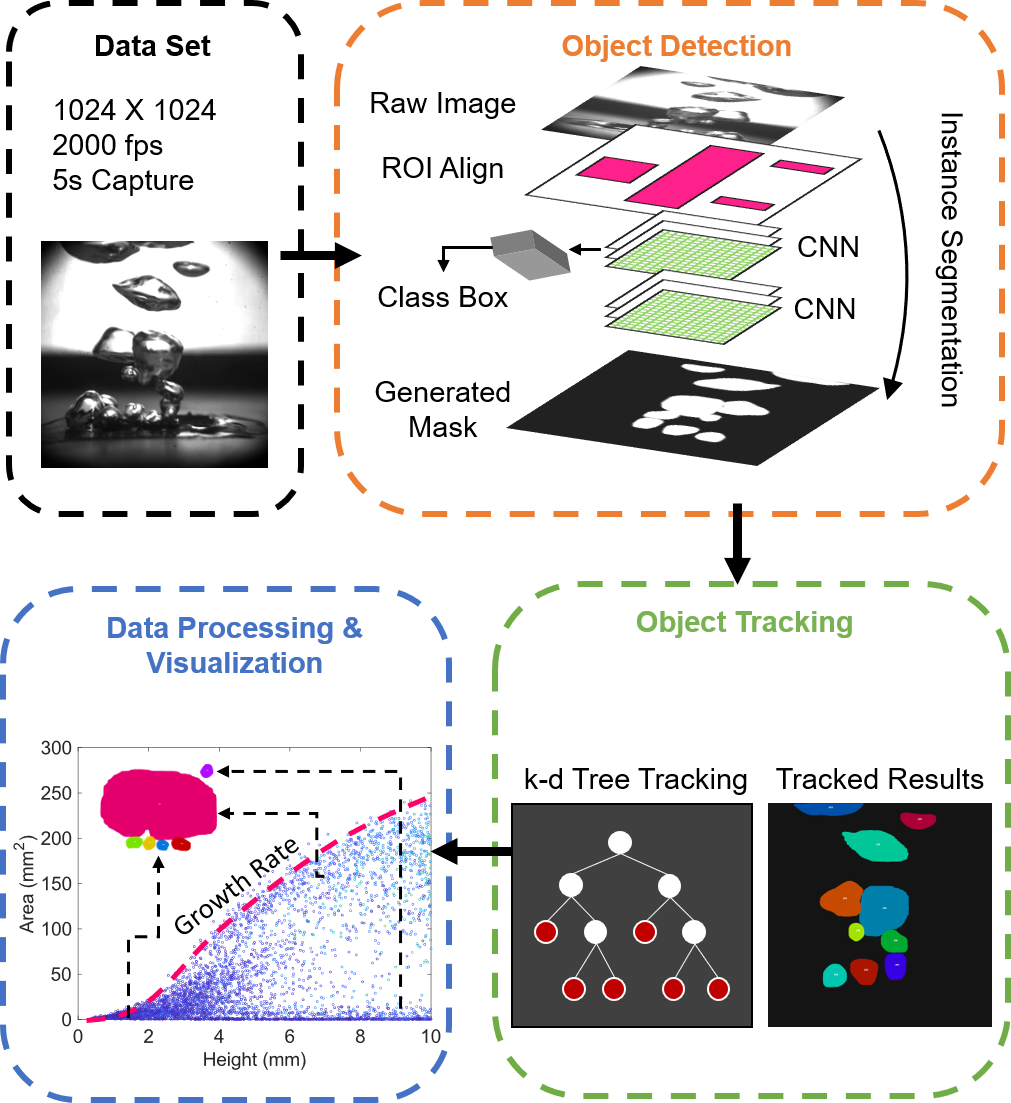 Data Set
1024 X 1024
2000 fps
5s Capture
Object Detection
Raw Image
ROI Align
CNN
Class Box
CNN
Generated
Mask
Instance Segmentation
Object Tracking
k-d Tree Tracking
Tracked Results
Data Processing &
Visualization
300
250
200
150
100
50
0
Area (mm²)
Growth Rate
0 2 4 6 8 10
Height (mm)